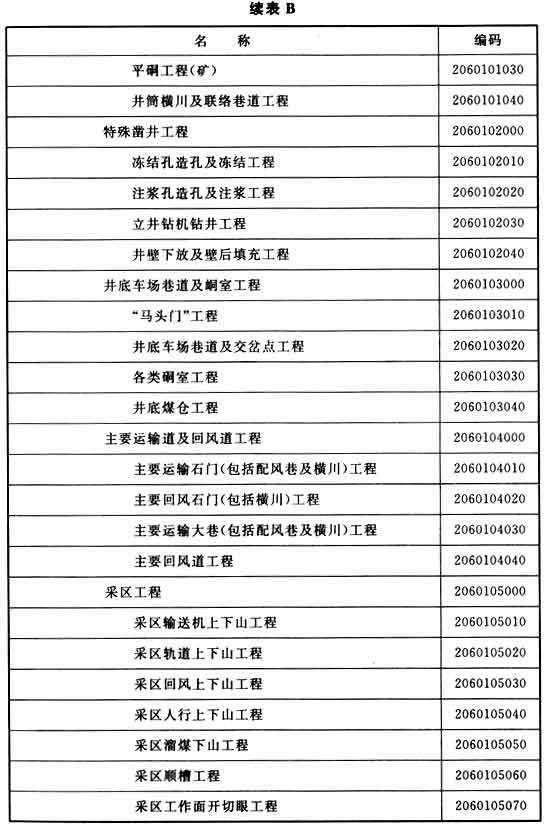 续表 B
名 称 编码
平硐工程(矿) 2060101030
井筒横川及联络巷道工程 2060101040
特殊凿井工程 2060102000
冻结孔造孔及冻结工程 2060102010
注浆孔造孔及注浆工程 2060102020
立井钻机钻井工程 2060102030
井壁下放及壁后填充工程 2060102040
井底车场巷道及峒室工程 2060103000
“马头门”工程 2060103010
井底车场巷道及交岔点工程 2060103020
各类硐室工程 2060103030
井底煤仓工程 2060103040
主要运输道及回风道工程 2060104000
主要运输石门(包括配风巷及横川)工程 2060104010
主要回风石门(包括横川)工程 2060104020
主要运输大巷(包括配风巷及横川)工程 2060104030
主要回风道工程 2060104040
采区工程 2060105000
采区输送机上下山工程 2060105010
采区轨道上下山工程 2060105020
采区回风上下山工程 2060105030
采区人行上下山工程 2060105040
采区溜煤下山工程 2060105050
采区顺槽工程 2060105060
采区工作面开切眼工程 2060105070